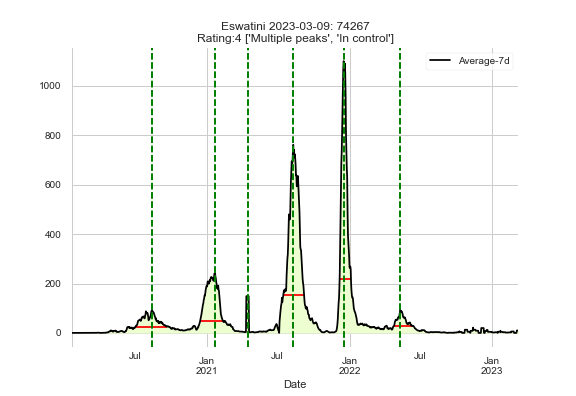 Eswatini 2023-03-09: 74267
Rating:4 ['Multiple peaks', 'In control']
Average-7d
1000
800
600
400
200
0
Jul Jan Jul Jan Jul Jan
2021 2022 2023
Date